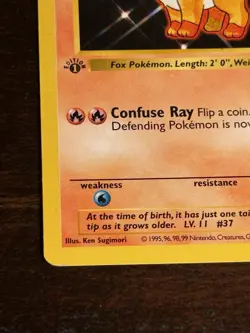 EDITION
1
Fox Pokémon. Length: 2' 0", Wei
Confuse Ray Flip a coin.
Defending Pokémon is now
weakness resistance
At the time of birth, it has just one tai
tip as it grows older. LV. 11 #37
Illus. Ken Sugimori © 1995, 96, 98, 99 Nintendo, Creatures, G